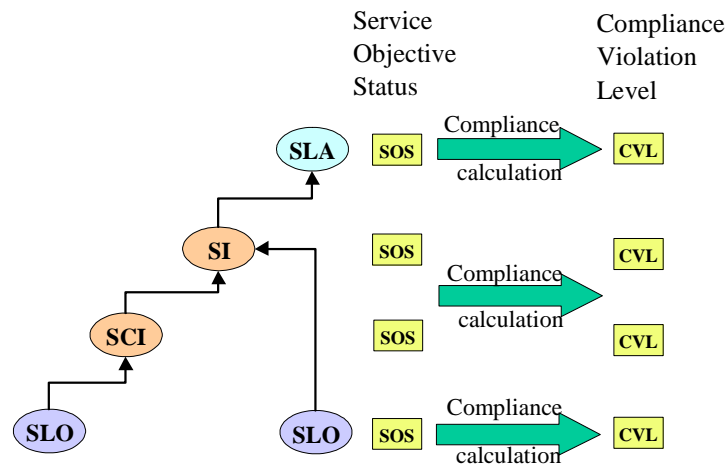 Service
Objective
Status
Compliance
Violation
Level
SLA
SOS
Compliance
calculation
CVL
SI
SOS
CVL
Compliance
calculation
SCI
SOS
CVL
SLO
SLO
SOS
Compliance
calculation
CVL